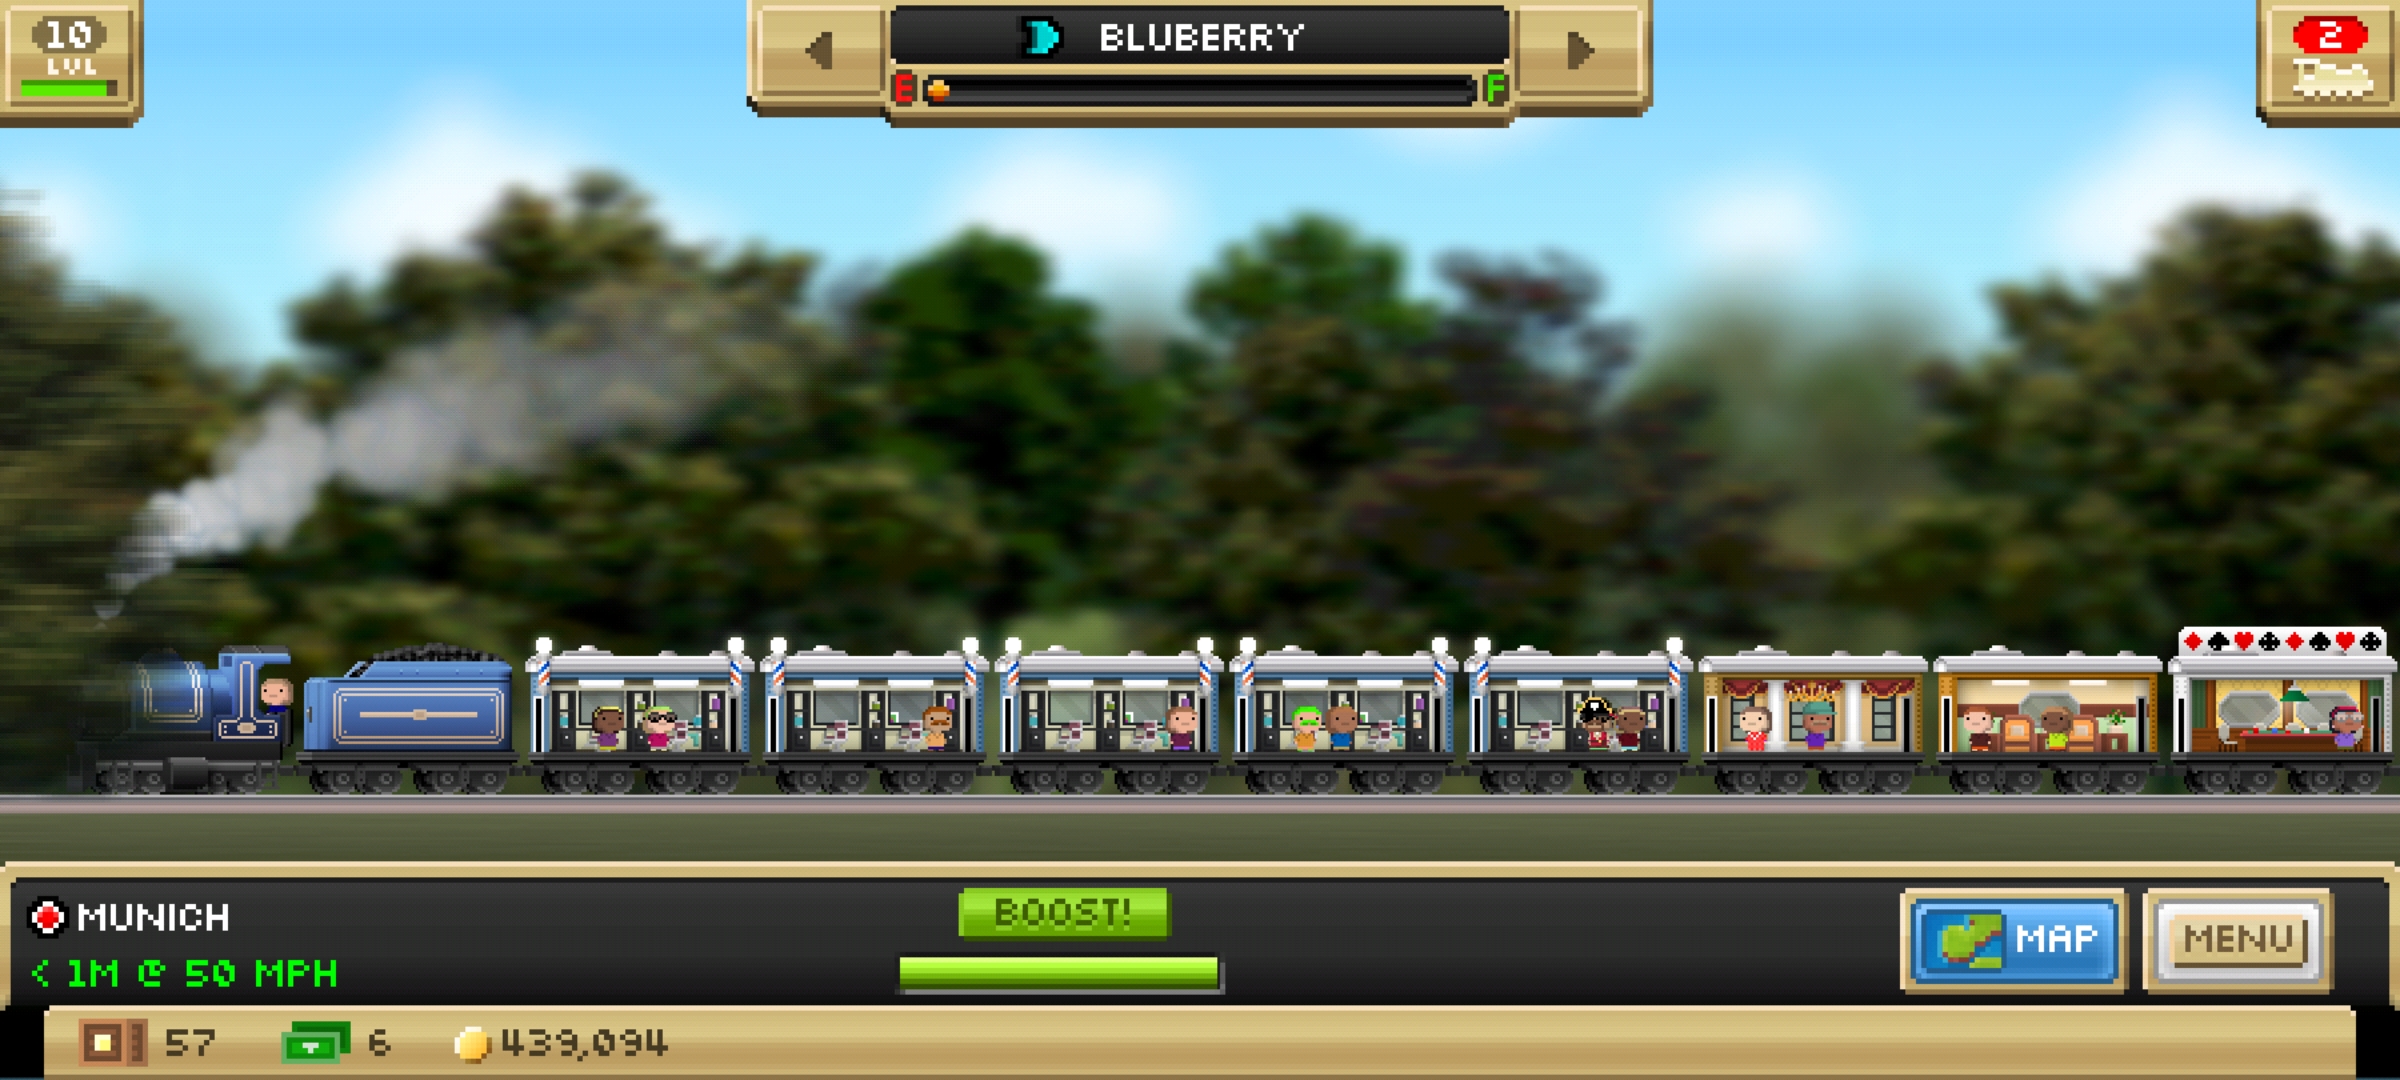 10
LVL
BLUBERRY
E F
2
MUNICH
< 1M @ 50 MPH
BOOST!
MAP
MENU
57
6
439,094